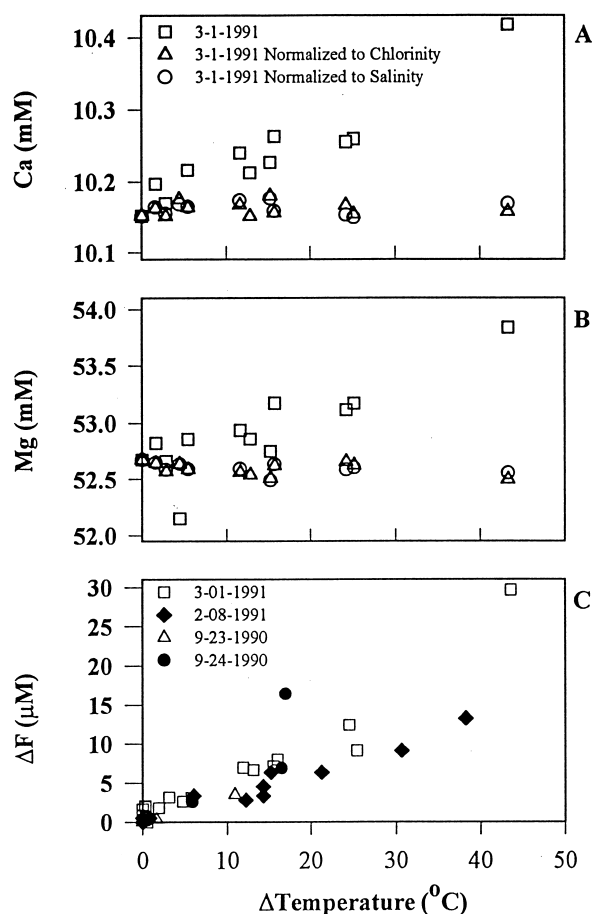 A
3-1-1991
3-1-1991 Normalized to Chlorinity
3-1-1991 Normalized to Salinity
Ca (mM)
10.4
10.3
10.2
10.1
B
Mg (mM)
54.0
53.5
53.0
52.5
52.0
C
3-01-1991
2-08-1991
9-23-1990
9-24-1990
ΔF (μM)
30
25
20
15
10
5
0
0 10 20 30 40 50
ΔTemperature (°C)